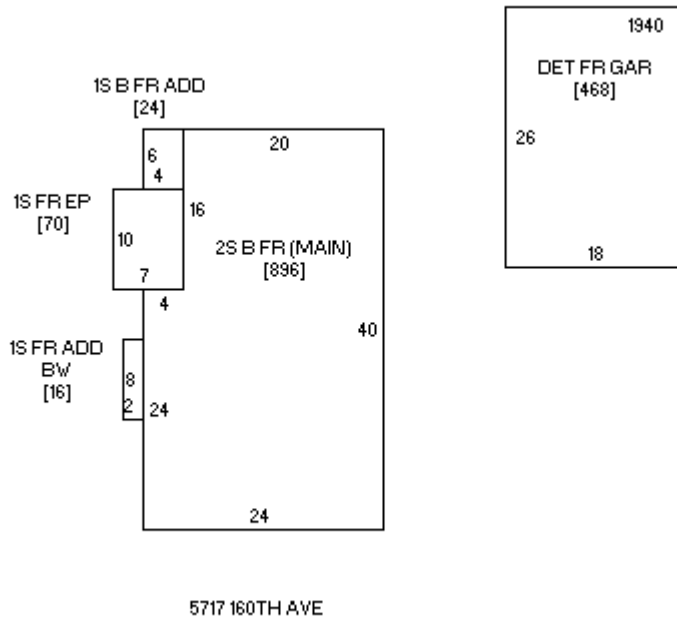 1940
DET FR GAR
[468]
26
18
1S B FR ADD
[24]
6
4
20
1S FR EP
[70]
10
7
16
2S B FR (MAIN)
[896]
4
40
1S FR ADD
BW
[16]
8
2
24
24
5717 160TH AVE